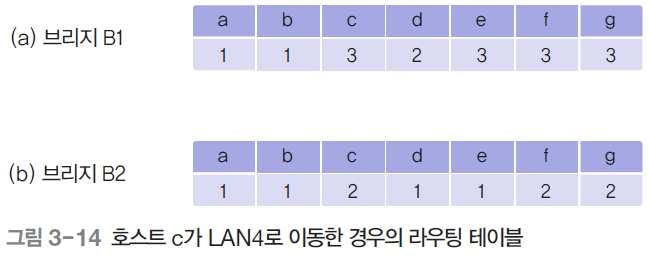 (a) 브리지 B1
a b c d e f g
1 1 3 2 3 3 3
(b) 브리지 B2
a b c d e f g
1 1 2 1 1 2 2
그림 3-14 호스트 c가 LAN4로 이동한 경우의 라우팅 테이블